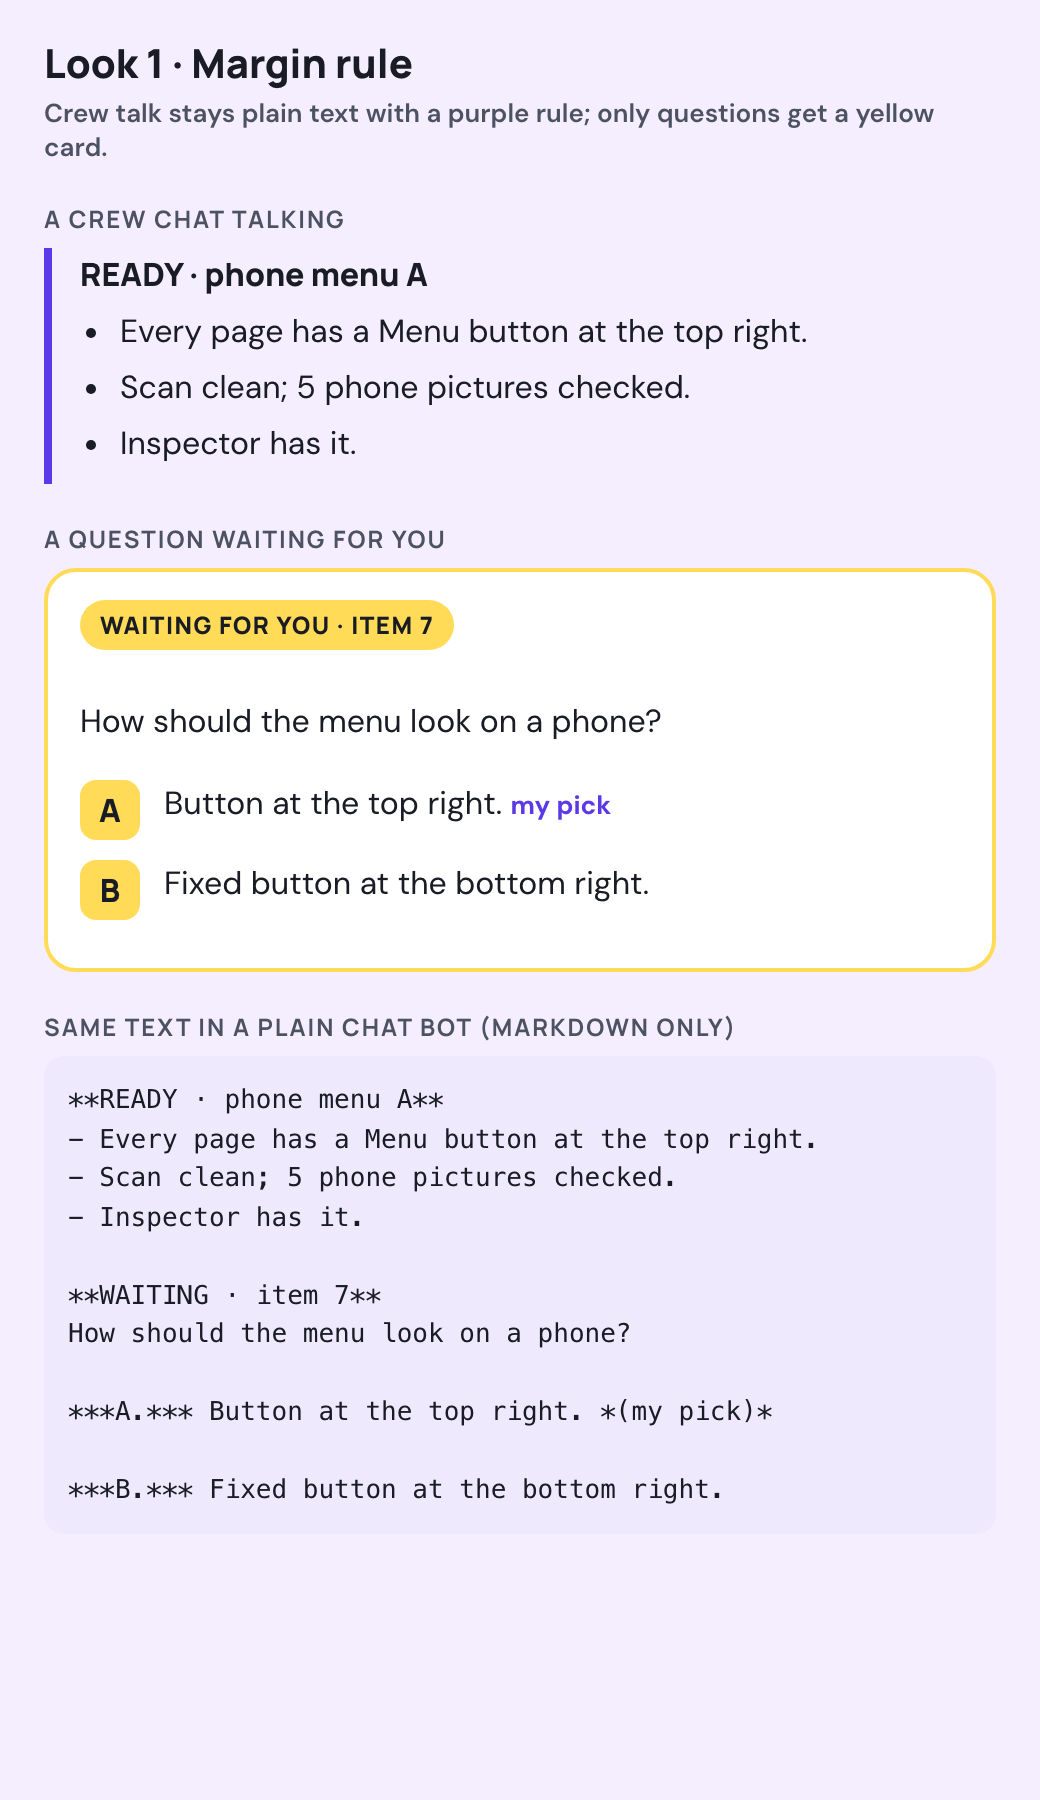 Look 1 · Margin rule
Crew talk stays plain text with a purple rule; only questions get a yellow
card.
A CREW CHAT TALKING
READY · phone menu A
• Every page has a Menu button at the top right.
• Scan clean; 5 phone pictures checked.
• Inspector has it.
A QUESTION WAITING FOR YOU
WAITING FOR YOU · ITEM 7
How should the menu look on a phone?
A Button at the top right. my pick
B Fixed button at the bottom right.
SAME TEXT IN A PLAIN CHAT BOT (MARKDOWN ONLY)
**READY · phone menu A**
– Every page has a Menu button at the top right.
– Scan clean; 5 phone pictures checked.
– Inspector has it.
**WAITING · item 7**
How should the menu look on a phone?
***A.*** Button at the top right. *(my pick)*
***B.*** Fixed button at the bottom right.